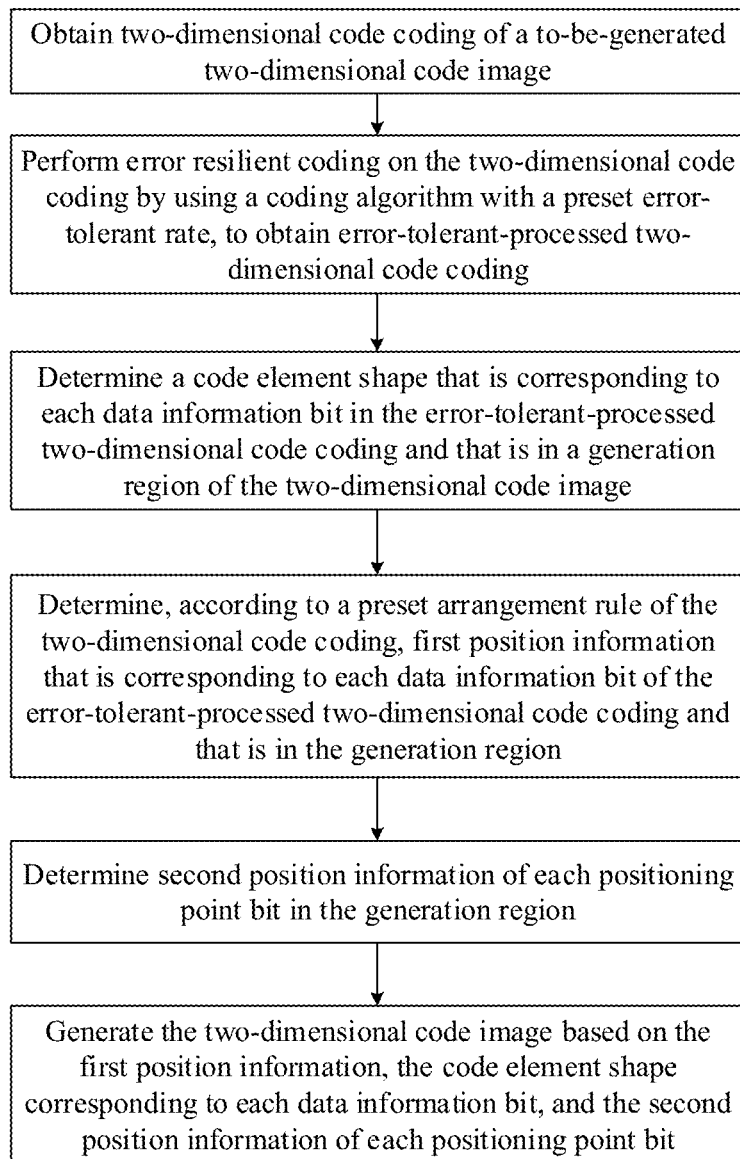 Obtain two-dimensional code coding of a to-be-generated
two-dimensional code image
Perform error resilient coding on the two-dimensional code
coding by using a coding algorithm with a preset error-
tolerant rate, to obtain error-tolerant-processed two-
dimensional code coding
Determine a code element shape that is corresponding to
each data information bit in the error-tolerant-processed
two-dimensional code coding and that is in a generation
region of the two-dimensional code image
Determine, according to a preset arrangement rule of the
two-dimensional code coding, first position information
that is corresponding to each data information bit of the
error-tolerant-processed two-dimensional code coding and
that is in the generation region
Determine second position information of each positioning
point bit in the generation region
Generate the two-dimensional code image based on the
first position information, the code element shape
corresponding to each data information bit, and the second
position information of each positioning point bit